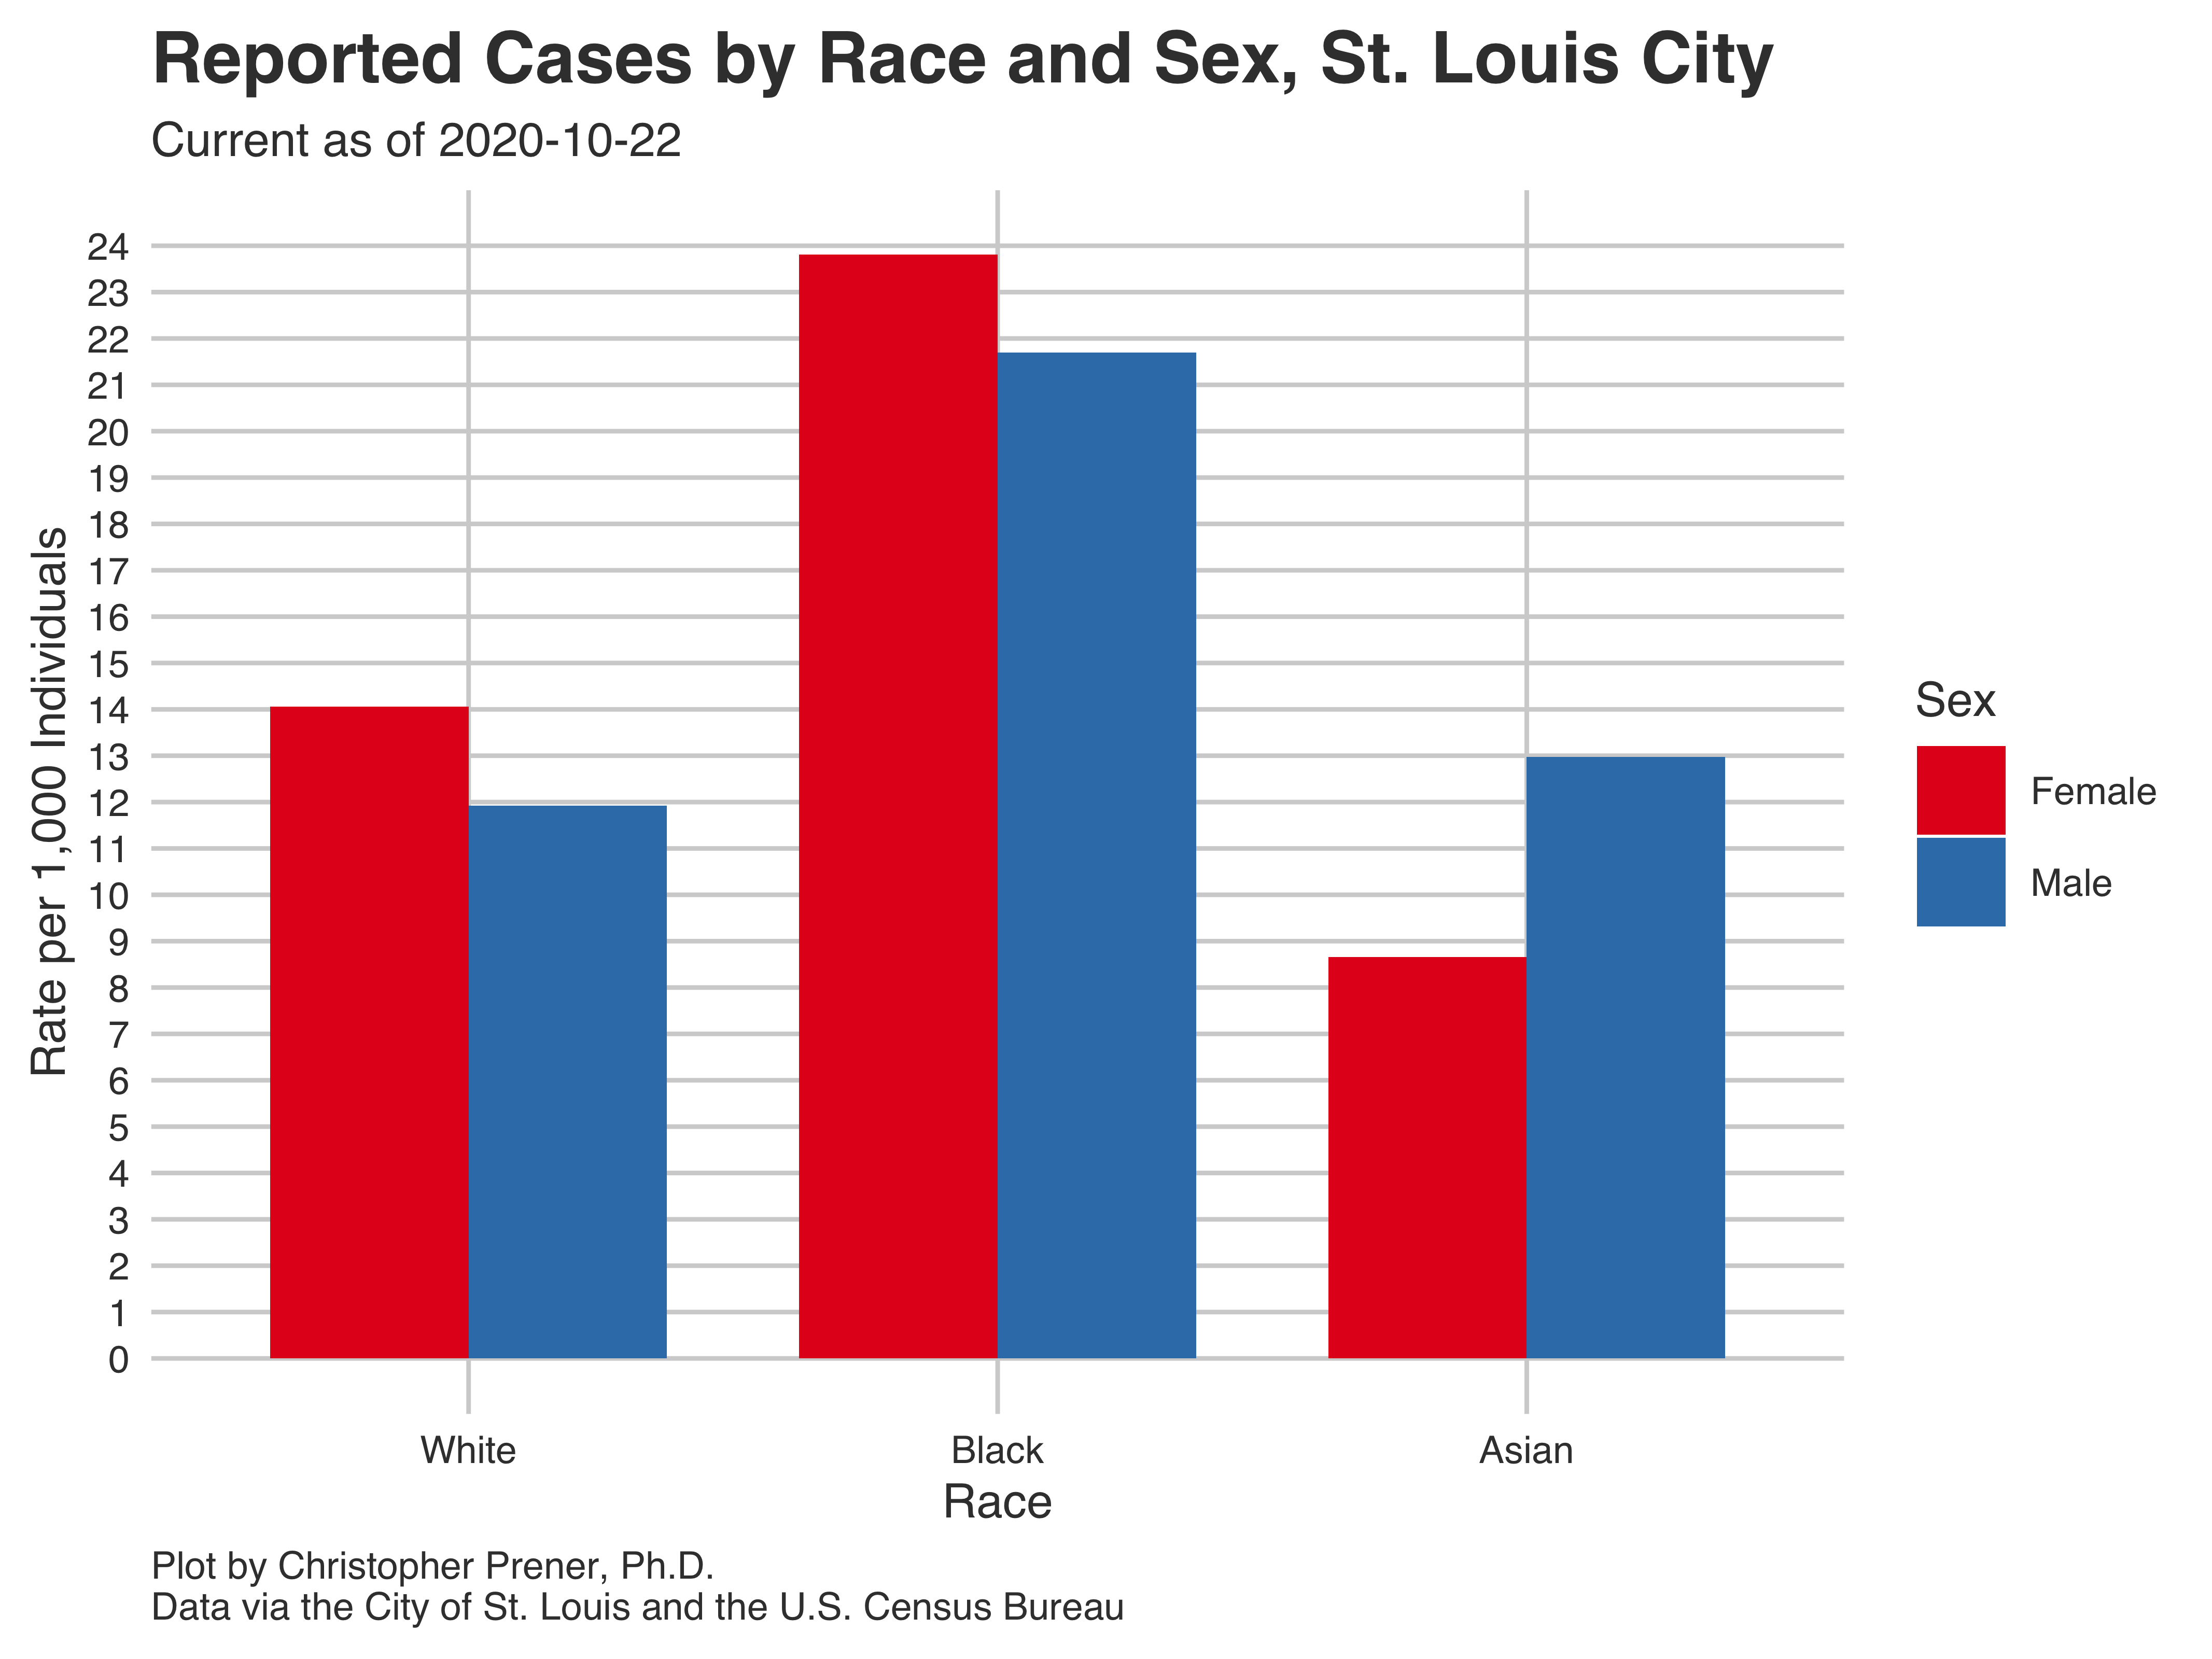 Reported Cases by Race and Sex, St. Louis City
Current as of 2020-10-22
Rate per 1,000 Individuals
24
23
22
21
20
19
18
17
16
15
14
13
12
11
10
9
8
7
6
5
4
3
2
1
0
White
Black
Asian
Race
Sex
Female
Male
Plot by Christopher Prener, Ph.D.
Data via the City of St. Louis and the U.S. Census Bureau